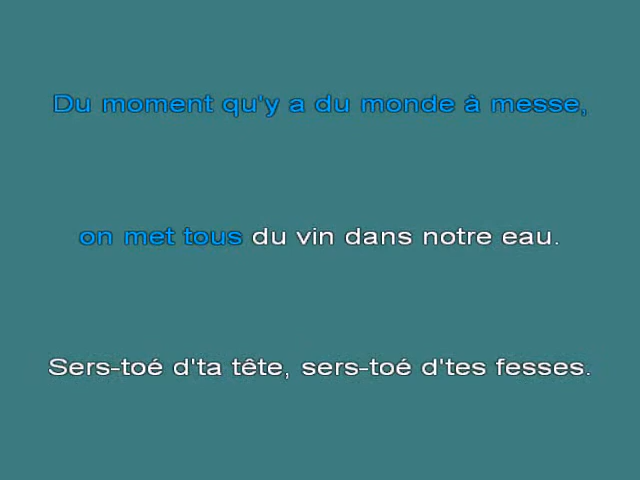 Du moment qu'y a du monde à messe,
on met tous du vin dans notre eau.
Sers-toé d'ta tête, sers-toé d'tes fesses.